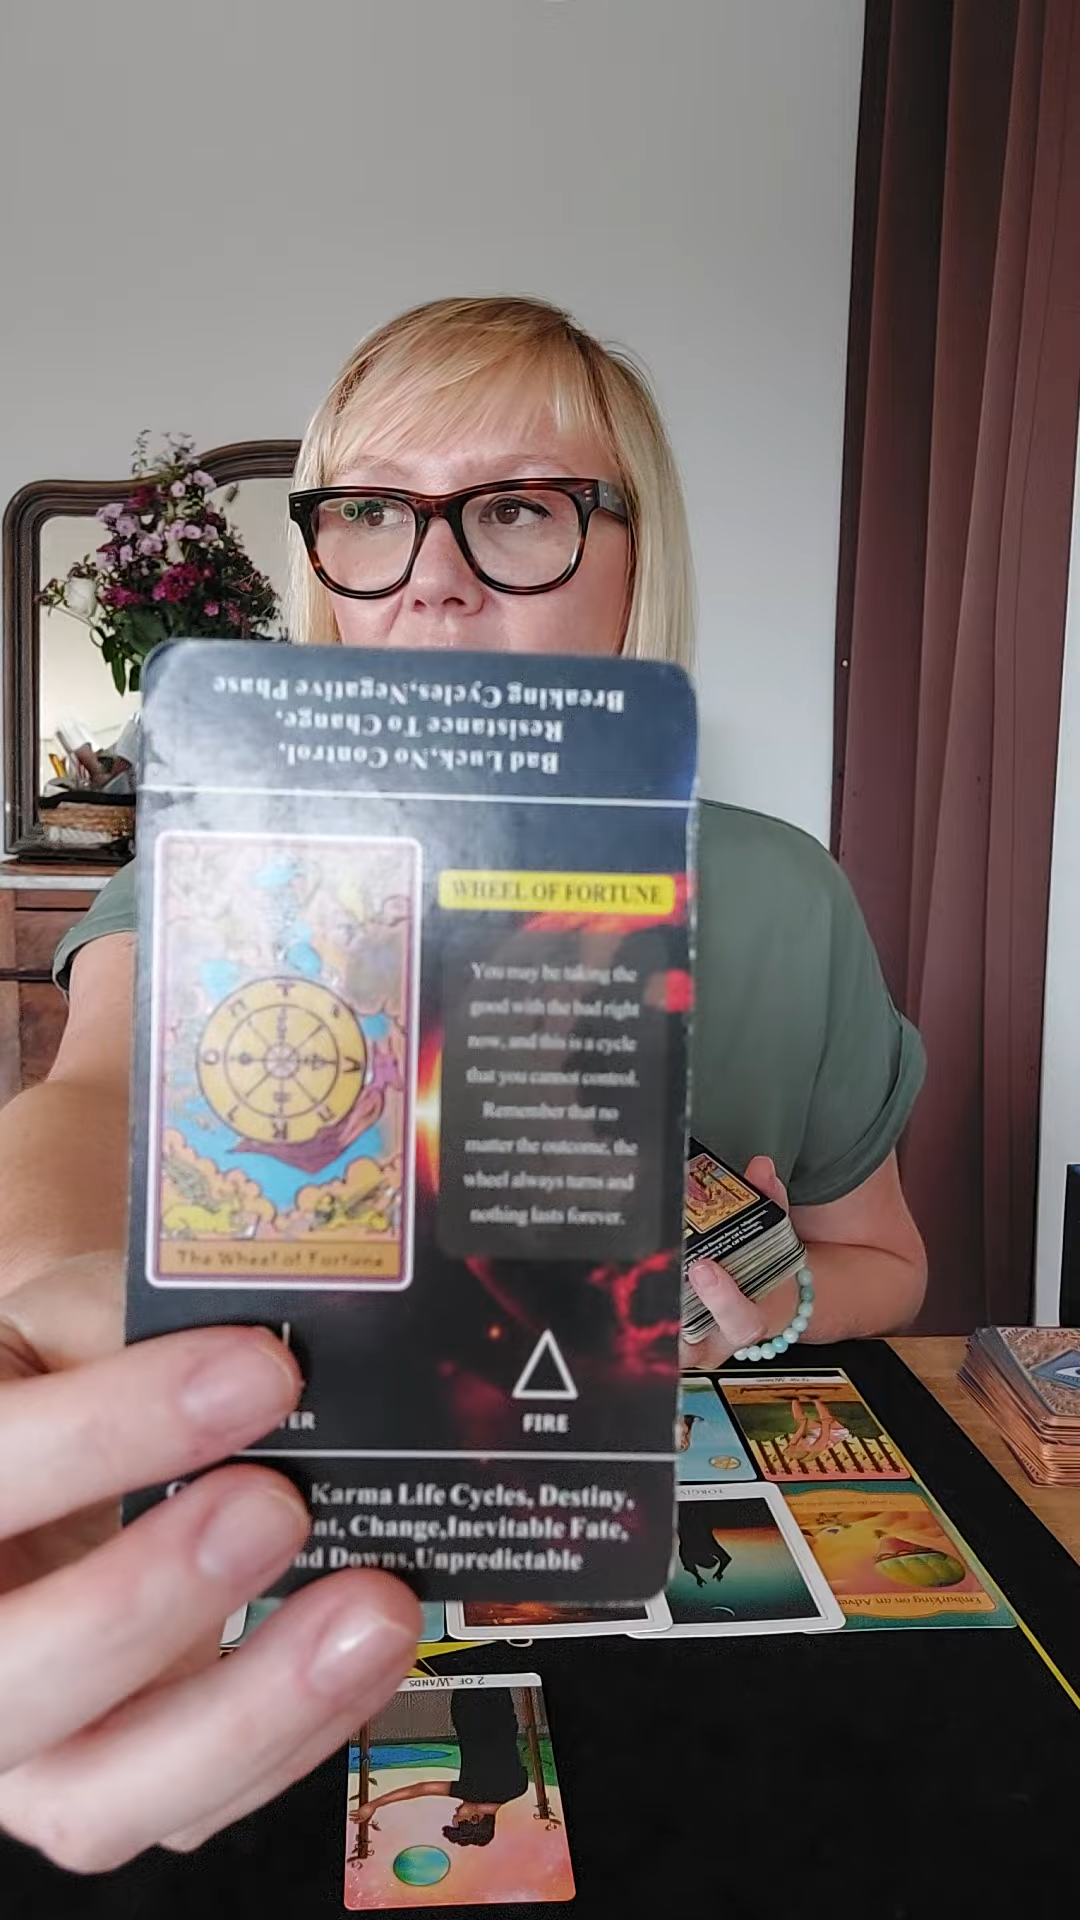 Breaking Cycles,Negative Phase
Resistance To Change,
Bad Luck,No Control,
WHEEL OF FORTUNE
You may be taking the
good with the bad right
now, and this is a cycle
that you cannot control.
Remember that no
matter the outcome, the
wheel always turns and
nothing lasts forever.
The Wheel of Fortune
FIRE
Karma Life Cycles, Destiny,
Change,Inevitable Fate,
Downs,Unpredictable
2 OF WANDS
Embarking on an
2 OF WANDS